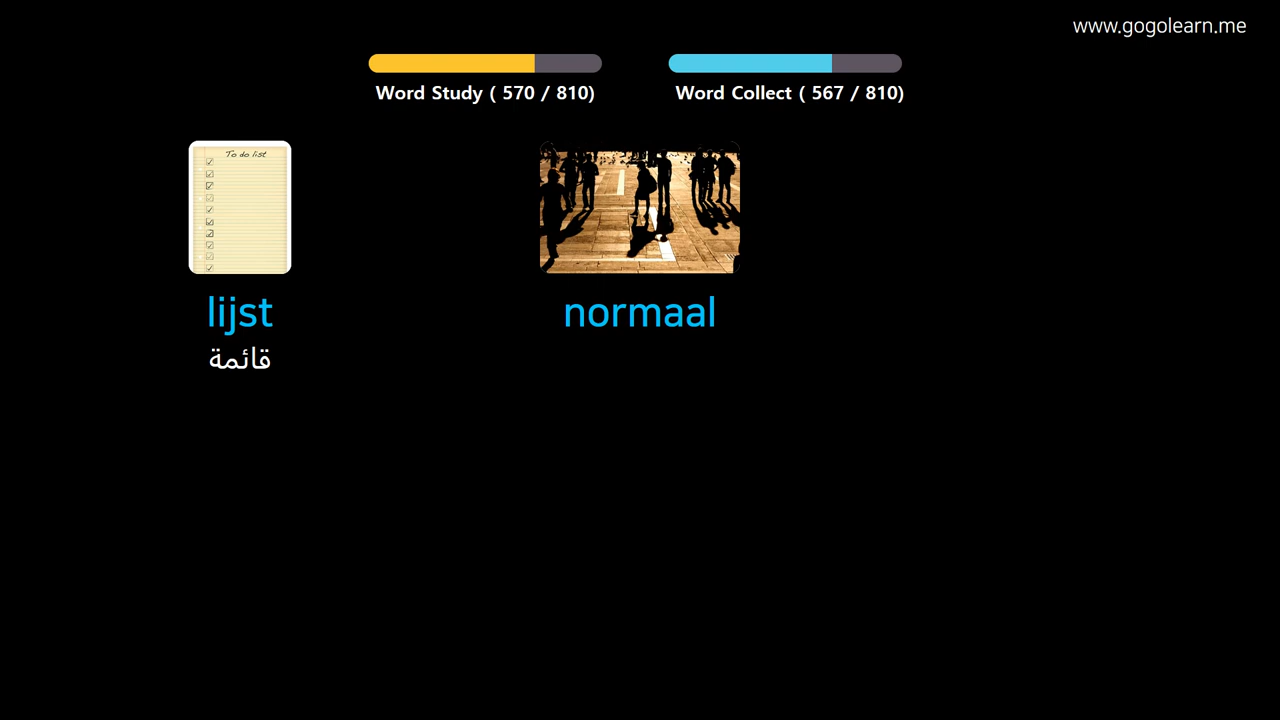 www.gogolearn.me
Word Study ( 570 / 810)
Word Collect ( 567 / 810)
To do list
lijst
normaal
قائمة